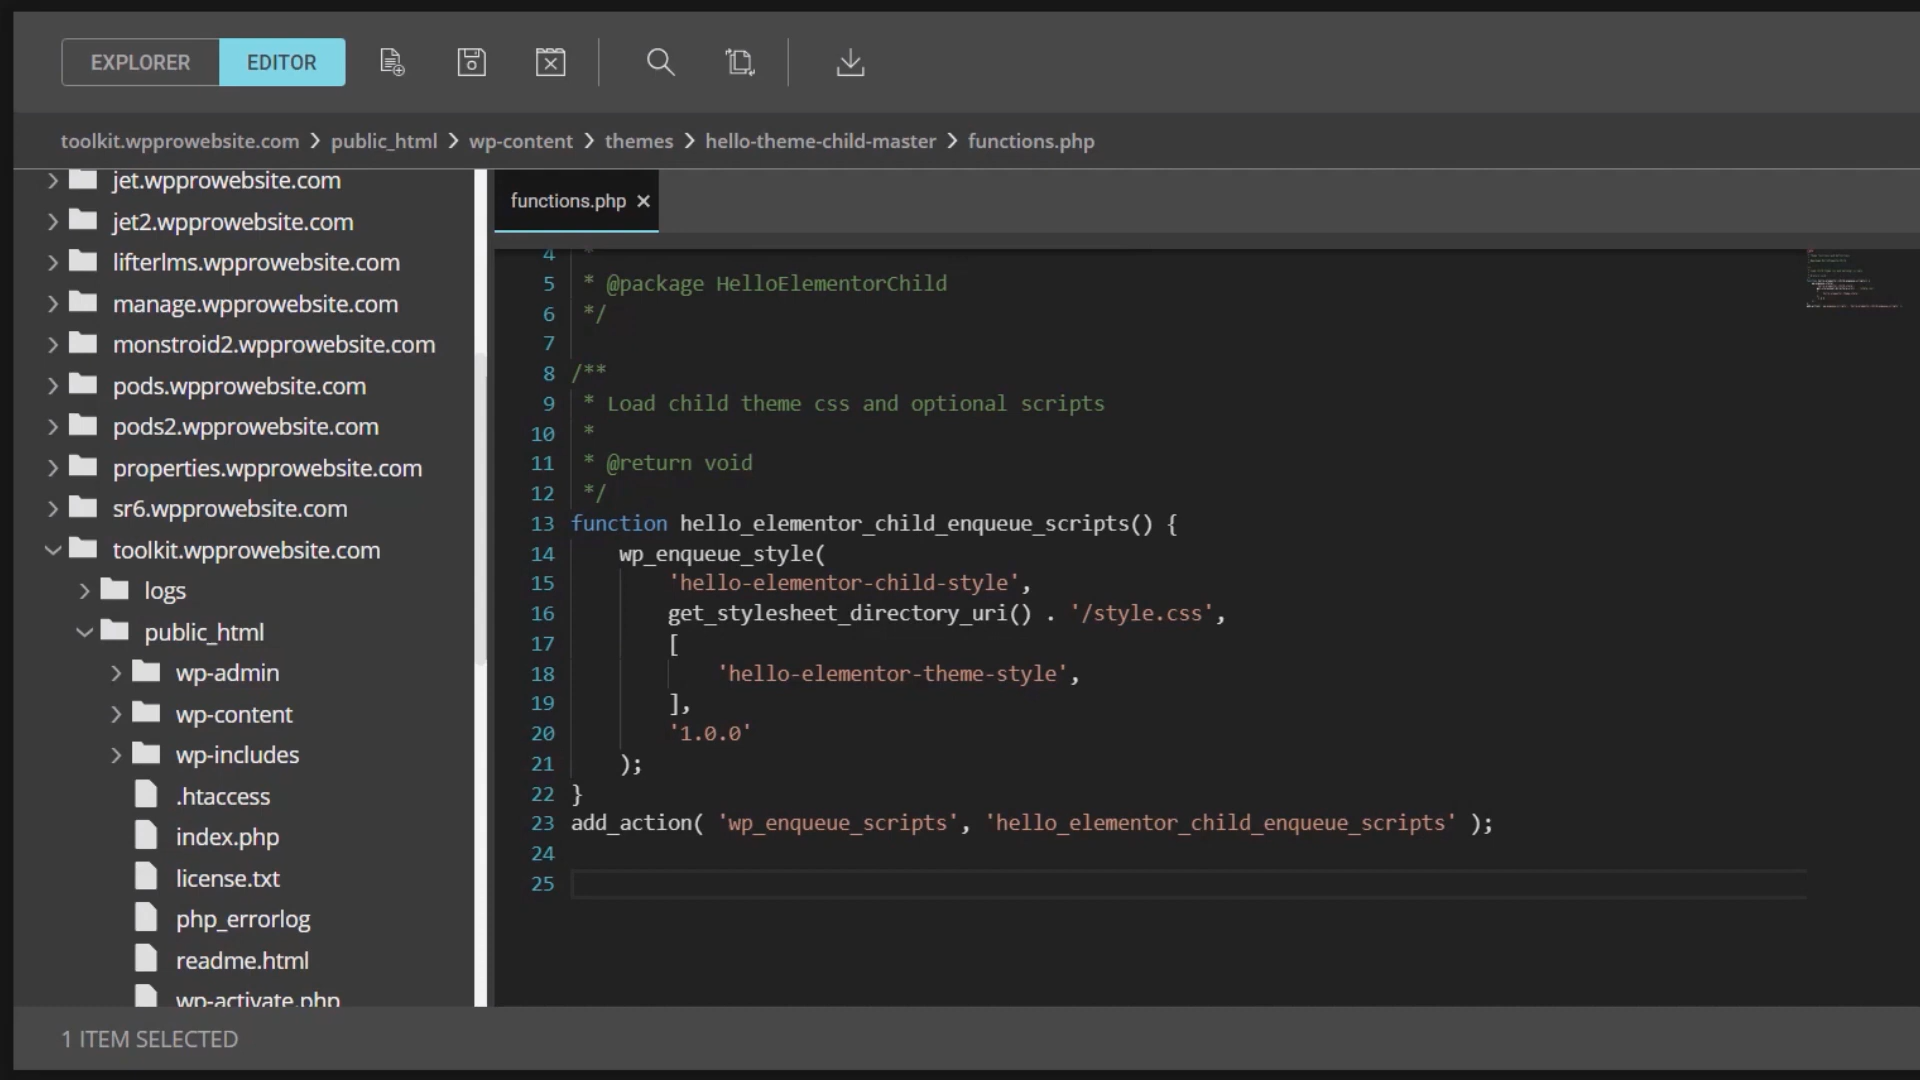 EXPLORER EDITOR
toolkit.wpprowebsite.com > public_html > wp-content > themes > hello-theme-child-master > functions.php
jet.wpprowebsite.com
jet2.wpprowebsite.com
lifterlms.wpprowebsite.com
manage.wpprowebsite.com
monstroid2.wpprowebsite.com
pods.wpprowebsite.com
pods2.wpprowebsite.com
properties.wpprowebsite.com
sr6.wpprowebsite.com
toolkit.wpprowebsite.com
logs
public_html
wp-admin
wp-content
wp-includes
.htaccess
index.php
license.txt
php_errorlog
readme.html
wp-activate.php
functions.php ×
4 *
5 * @package HelloElementorChild
6 */
7
8 /**
9 * Load child theme css and optional scripts
10 *
11 * @return void
12 */
13 function hello_elementor_child_enqueue_scripts() {
14 wp_enqueue_style(
15 'hello-elementor-child-style',
16 get_stylesheet_directory_uri() . '/style.css',
17 [
18 'hello-elementor-theme-style',
19 ],
20 '1.0.0'
21 );
22 }
23 add_action( 'wp_enqueue_scripts', 'hello_elementor_child_enqueue_scripts' );
24
25
1 ITEM SELECTED